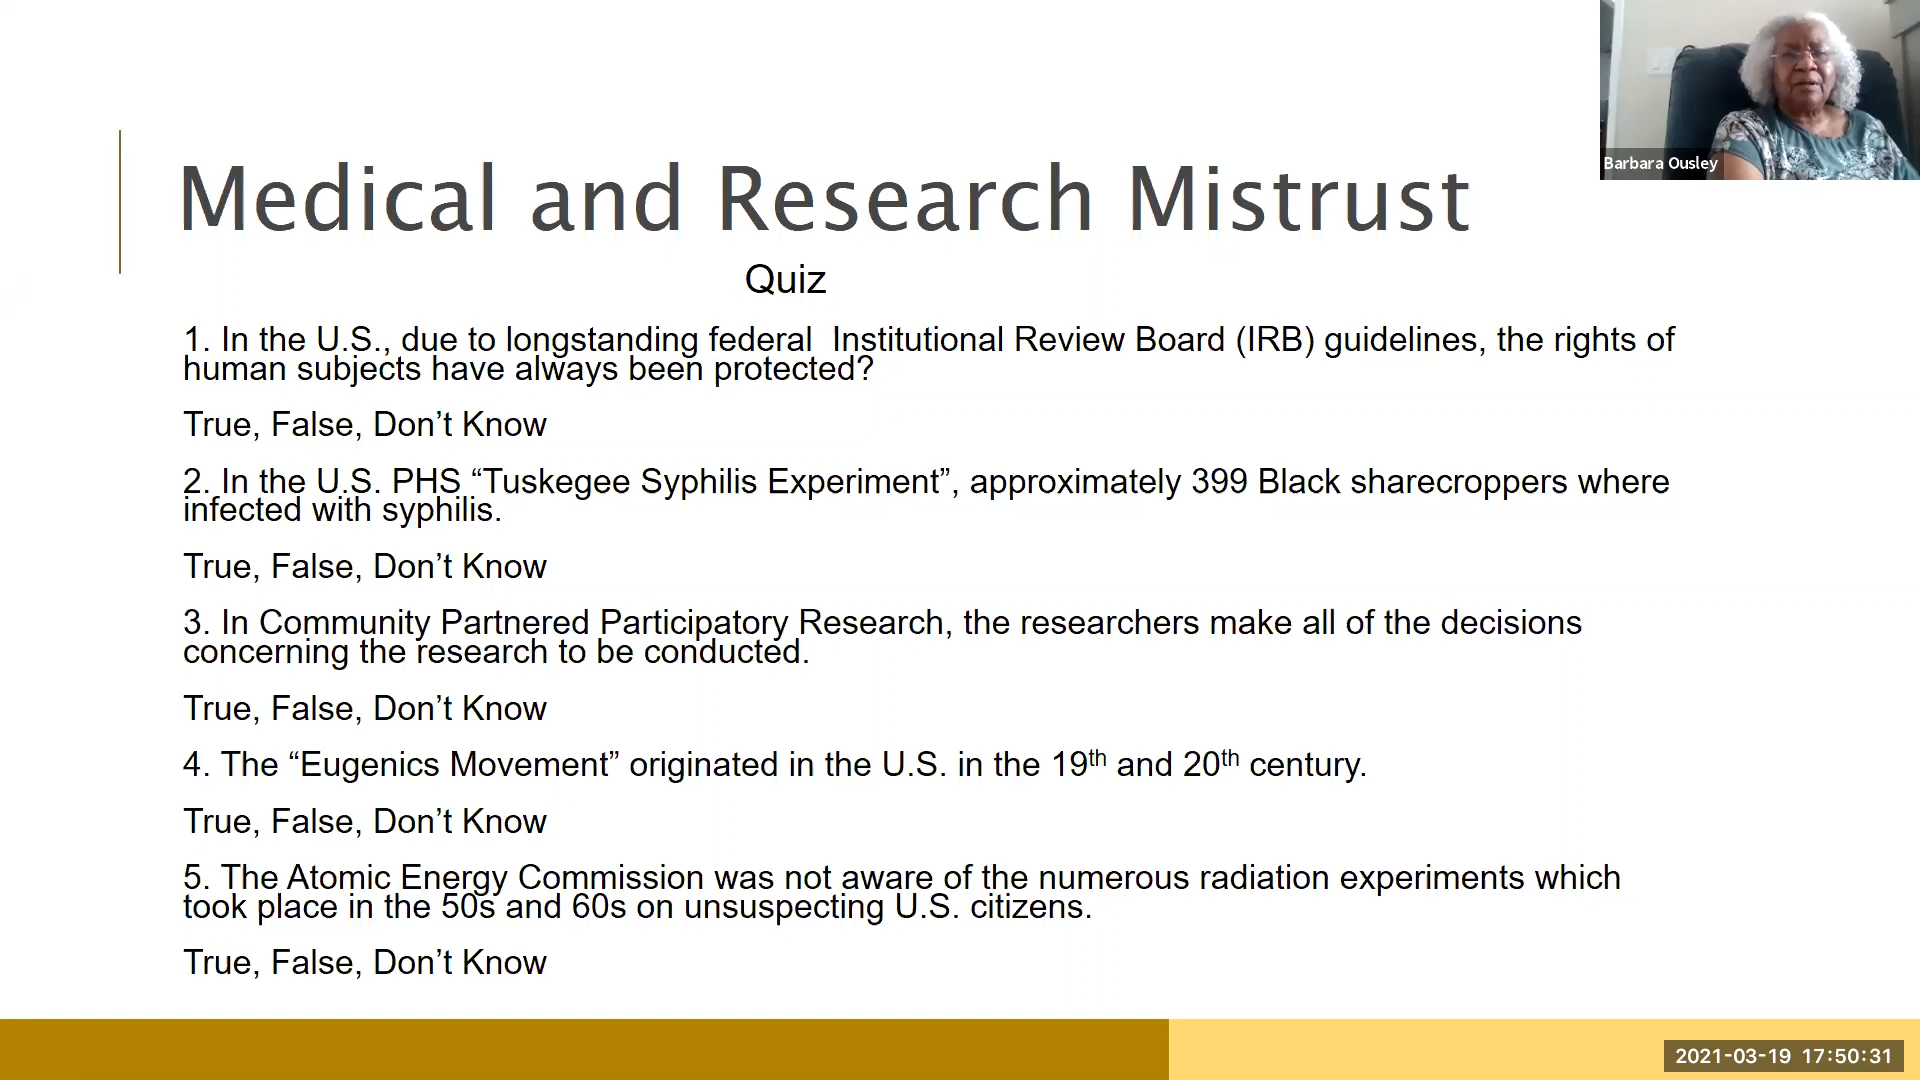 Barbara Ousley
Medical and Research Mistrust
Quiz
1. In the U.S., due to longstanding federal  Institutional Review Board (IRB) guidelines, the rights of
human subjects have always been protected?
True, False, Don’t Know
2. In the U.S. PHS “Tuskegee Syphilis Experiment”, approximately 399 Black sharecroppers where
infected with syphilis.
True, False, Don’t Know
3. In Community Partnered Participatory Research, the researchers make all of the decisions
concerning the research to be conducted.
True, False, Don’t Know
4. The “Eugenics Movement” originated in the U.S. in the 19th and 20th century.
True, False, Don’t Know
5. The Atomic Energy Commission was not aware of the numerous radiation experiments which
took place in the 50s and 60s on unsuspecting U.S. citizens.
True, False, Don’t Know
2021-03-19 17:50:31